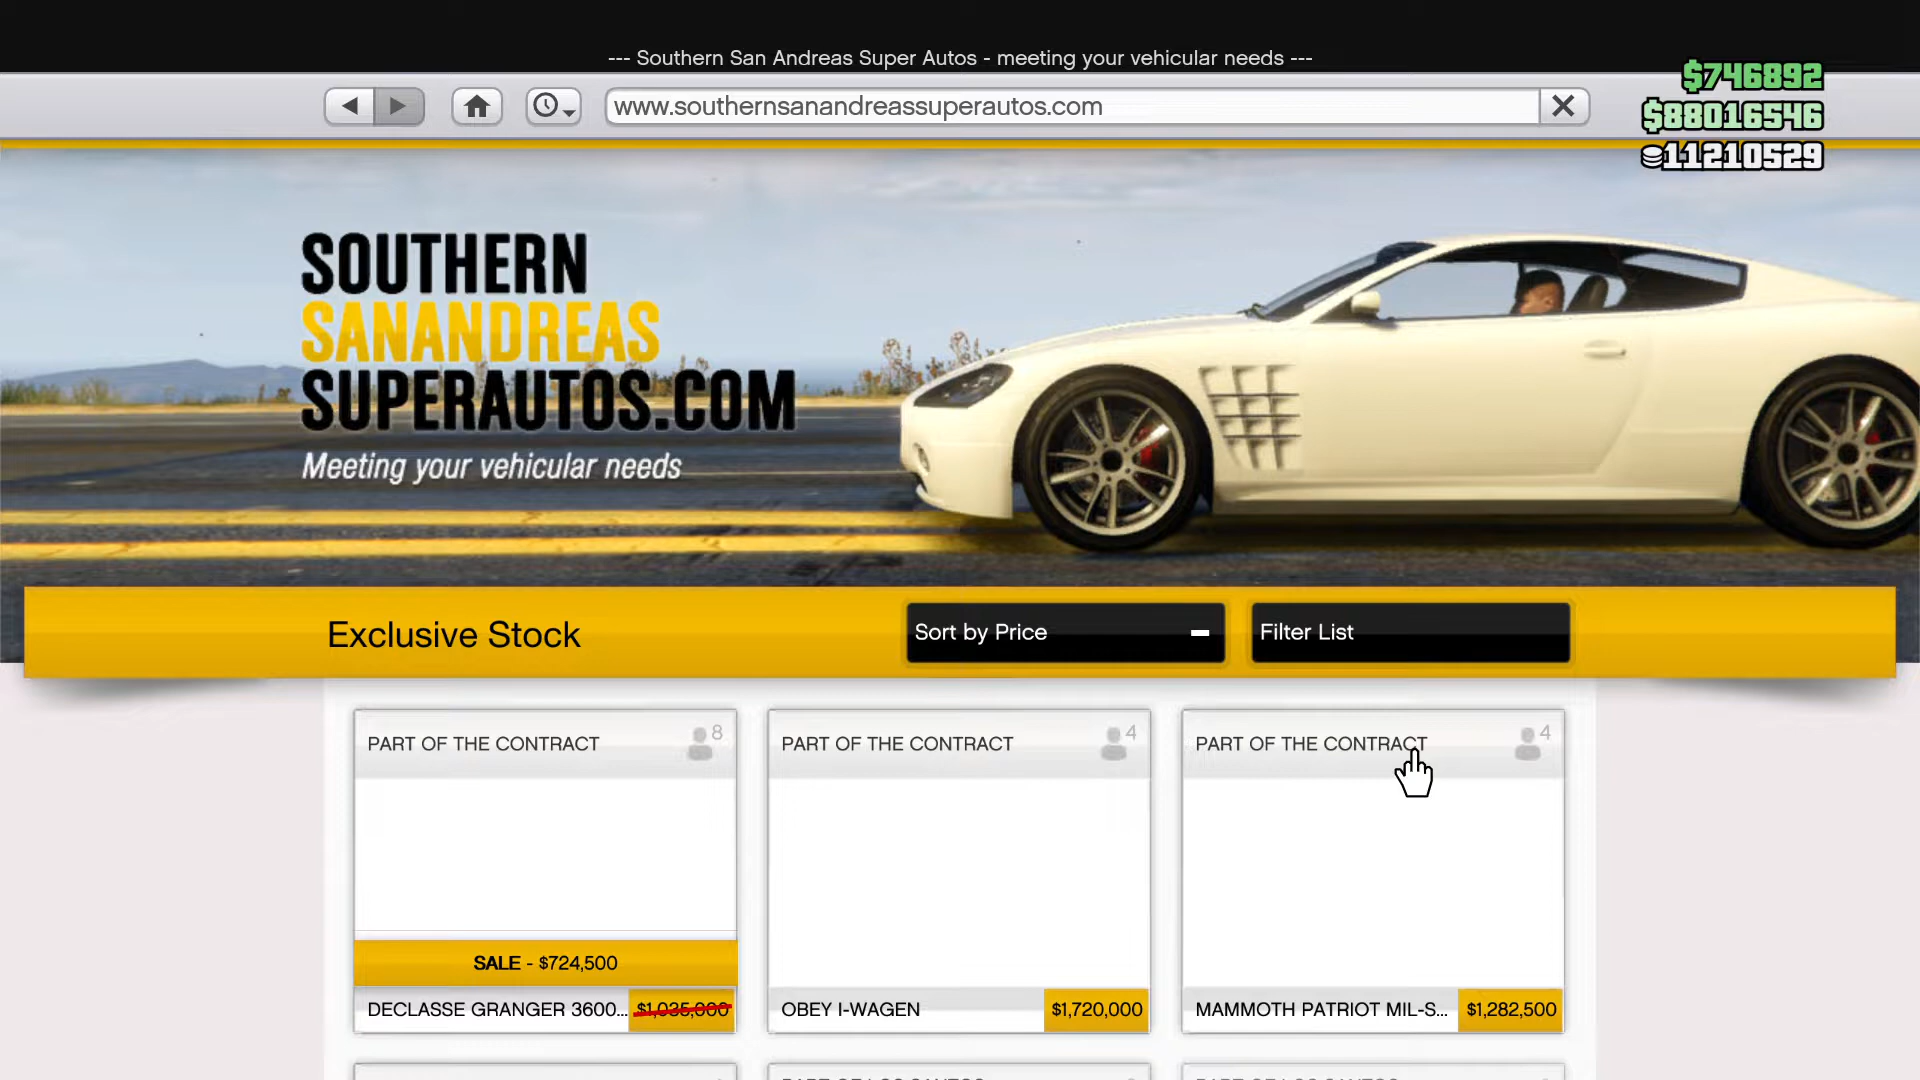 --- Southern San Andreas Super Autos - meeting your vehicular needs ---
$746892
www.southernsanandreassuperautos.com
$88016546
11210529
SOUTHERN
SANANDREAS
SUPERAUTOS.COM
Meeting your vehicular needs
Exclusive Stock
Sort by Price
Filter List
PART OF THE CONTRACT 8
PART OF THE CONTRACT 4
PART OF THE CONTRACT 4
SALE - $724,500
DECLASSE GRANGER 3600... $1,035,000
OBEY I-WAGEN $1,720,000
MAMMOTH PATRIOT MIL-S... $1,282,500